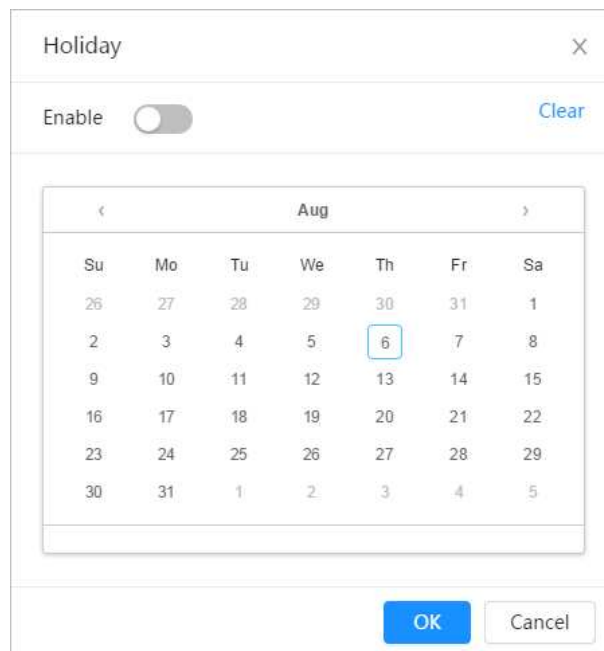 Holiday
Enable Clear
‹ Aug ›
Su Mo Tu We Th Fr Sa
26 27 28 29 30 31 1
2 3 4 5 6 7 8
9 10 11 12 13 14 15
16 17 18 19 20 21 22
23 24 25 26 27 28 29
30 31 1 2 3 4 5
OK Cancel